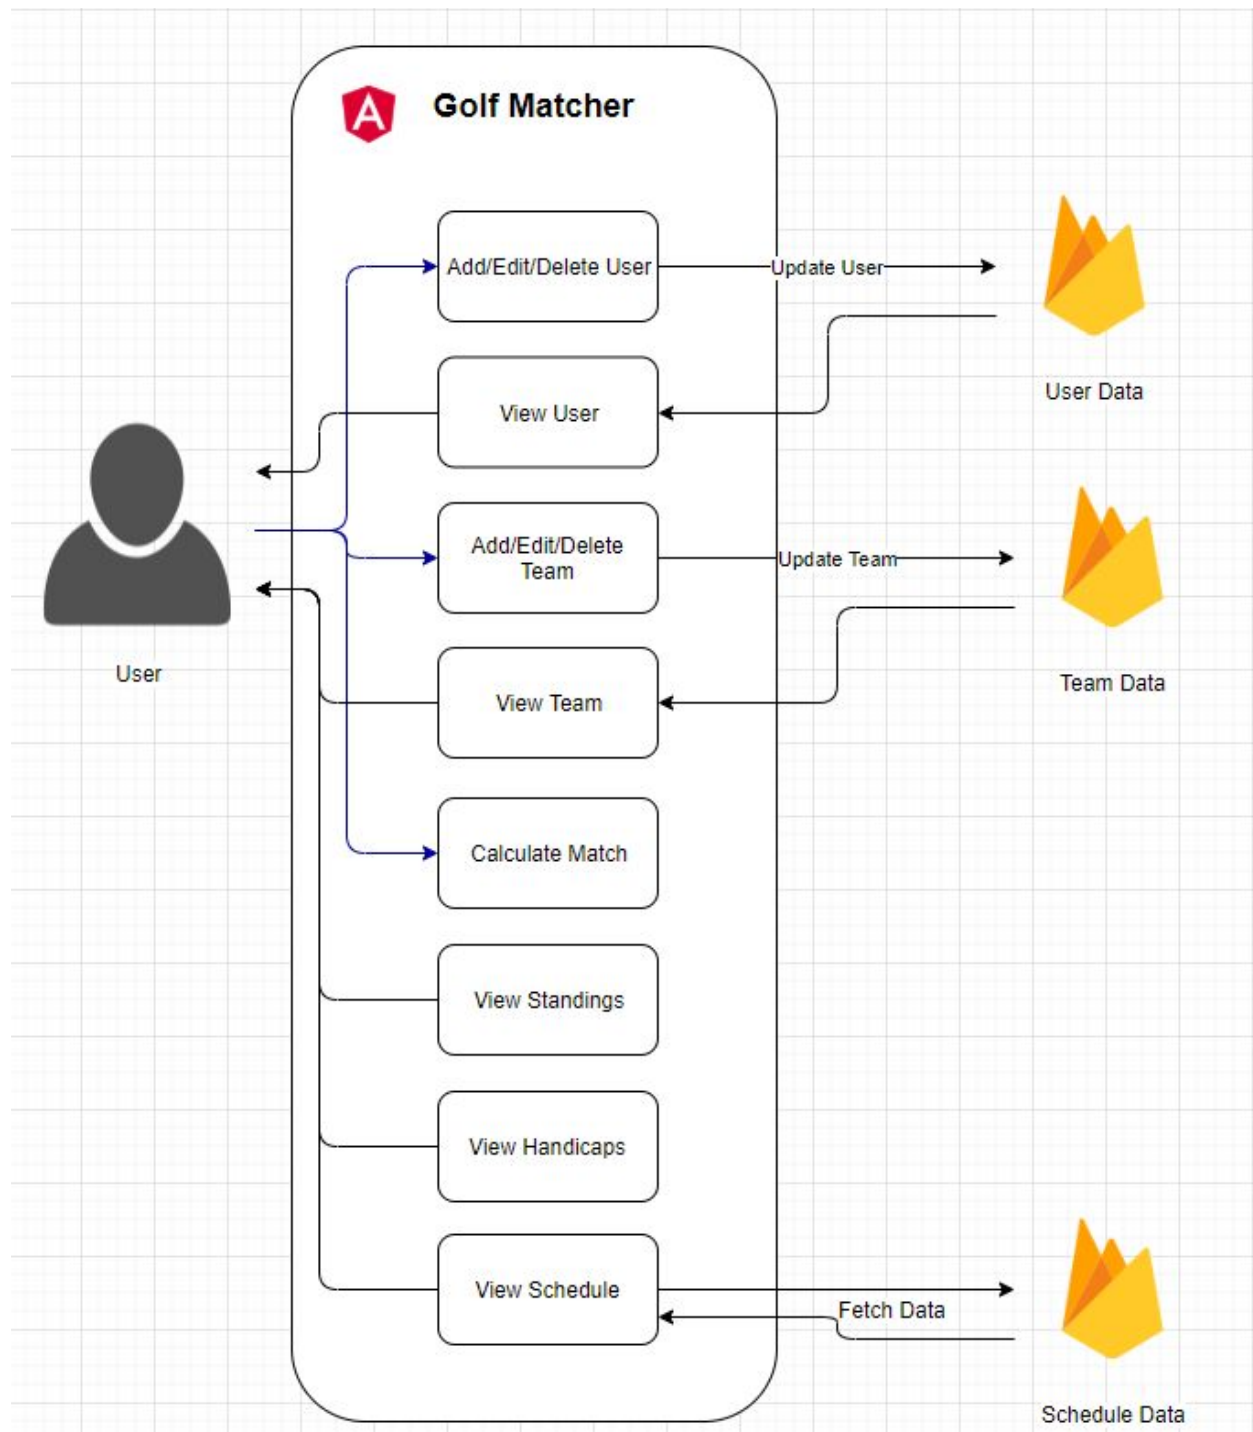 Golf Matcher
Add/Edit/Delete User
Update User
User Data
View User
Add/Edit/Delete
Team
Update Team
Team Data
User
View Team
Calculate Match
View Standings
View Handicaps
View Schedule
Fetch Data
Schedule Data